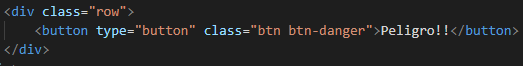 <div class="row">
    <button type="button" class="btn btn-danger">Peligro!!</button>
</div>